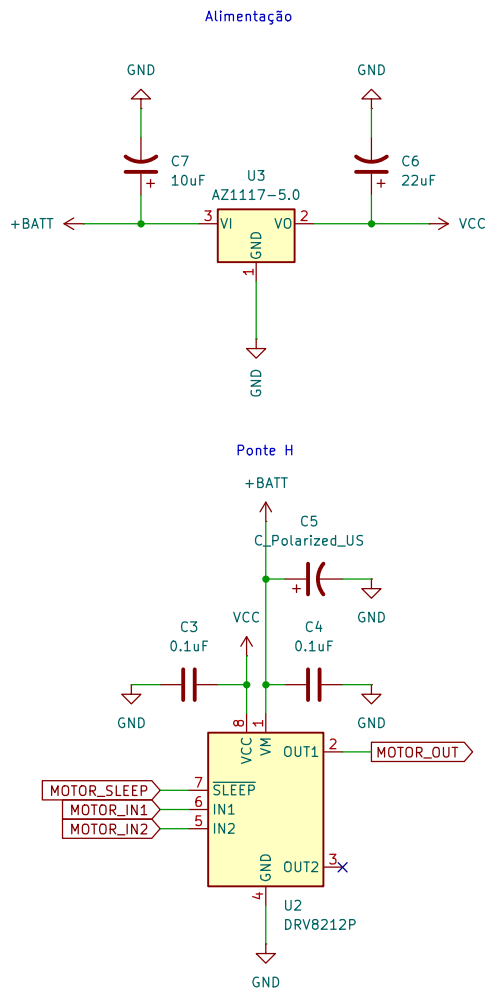 Alimentação
GND
GND
C7
10uF
C6
22uF
U3
AZ1117-5.0
+BATT
3
VI
VO
2
VCC
GND
1
GND
Ponte H
+BATT
C5
C_Polarized_US
GND
VCC
C3
0.1uF
C4
0.1uF
GND
GND
8
1
VCC
VM
OUT1
2
MOTOR_OUT
MOTOR_SLEEP
7
SLEEP
MOTOR_IN1
6
IN1
MOTOR_IN2
5
IN2
GND
OUT2
3
4
U2
DRV8212P
GND